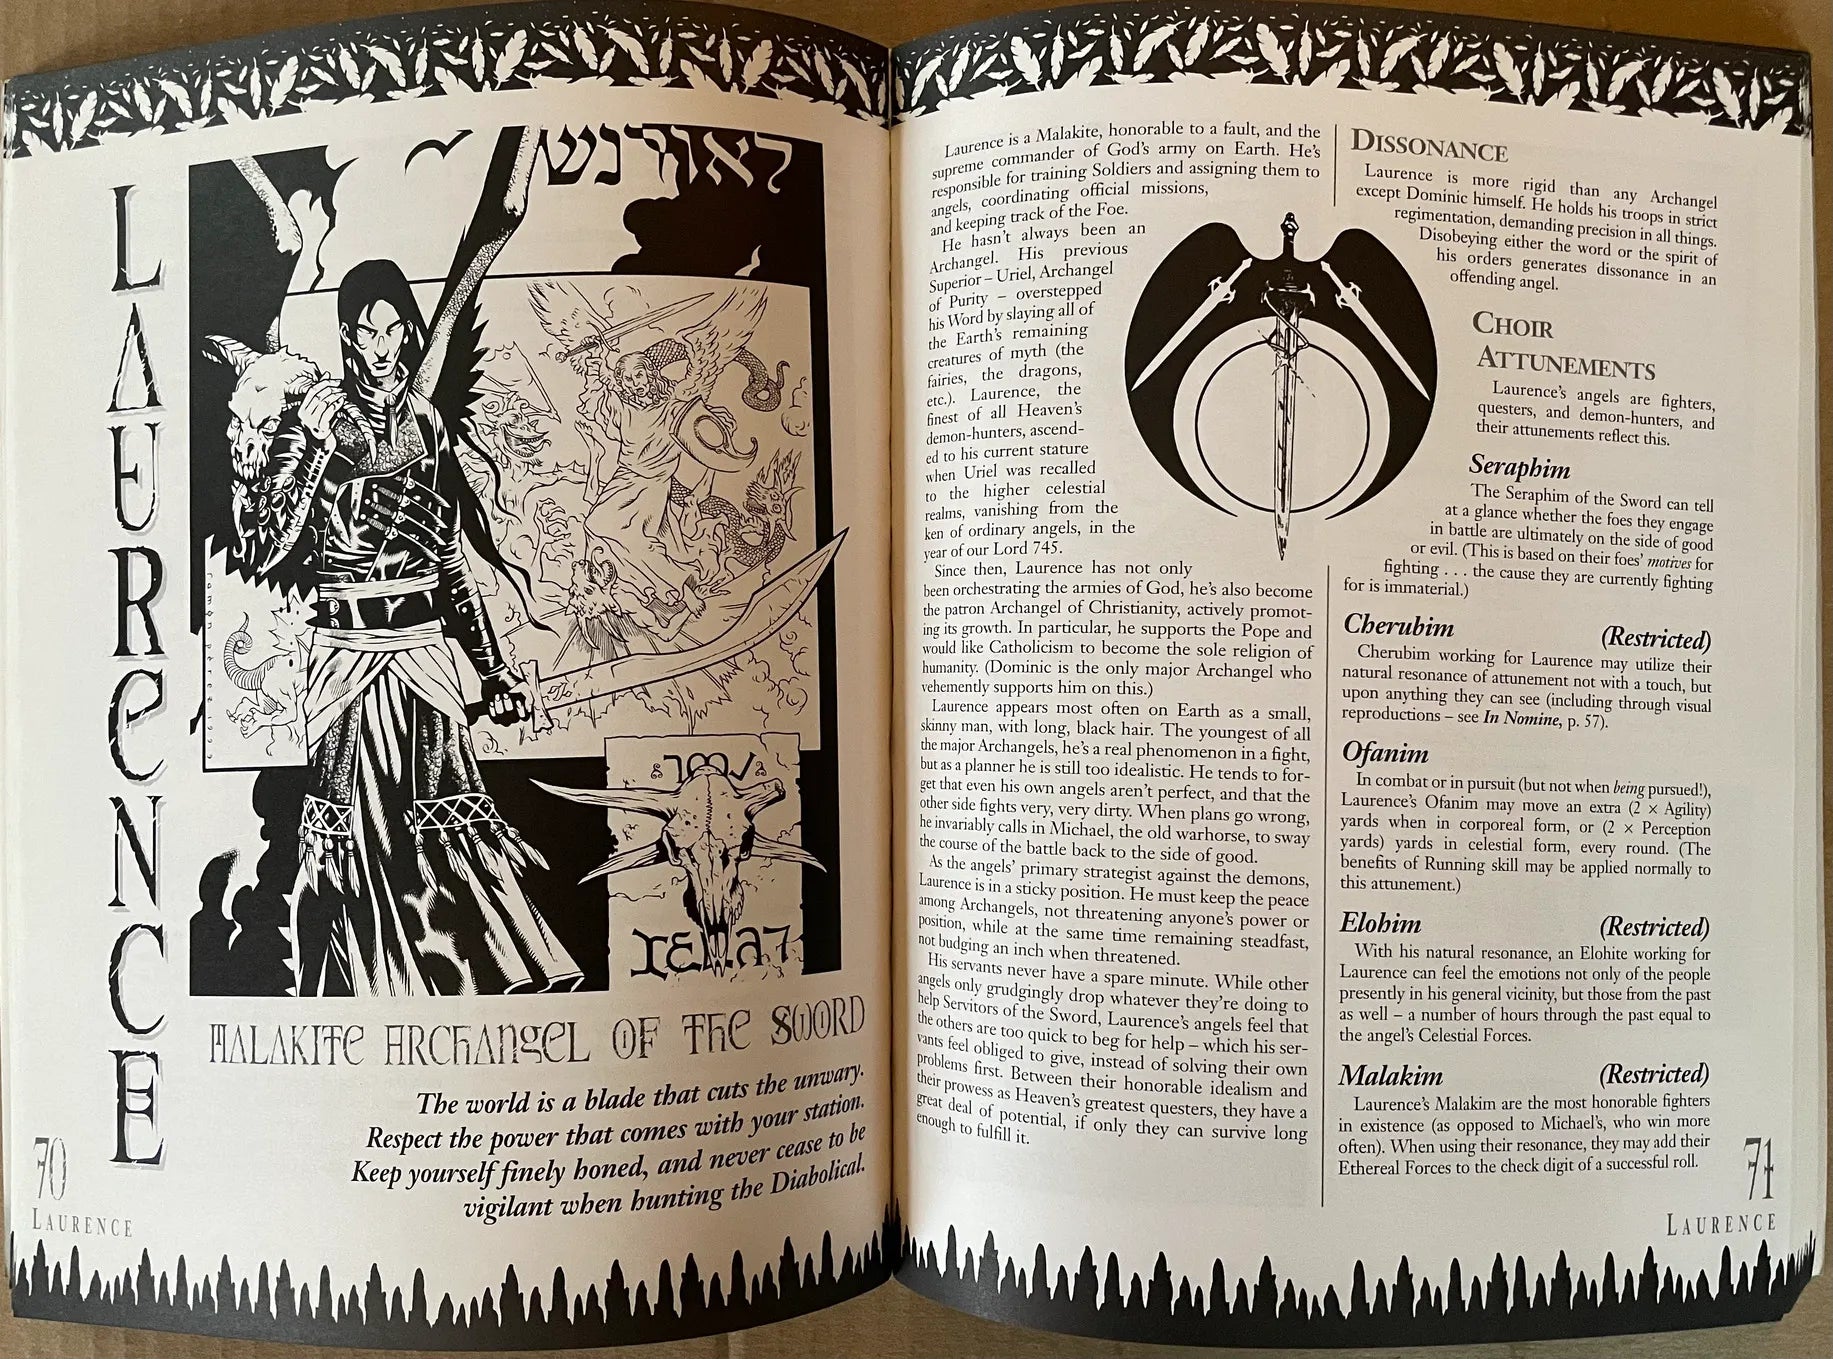 LAURENCE
לאורנש
ramón pérez 1997
MALAKITE ARCHANGEL OF THE SWORD
The world is a blade that cuts the unwary.
Respect the power that comes with your station.
Keep yourself finely honed, and never cease to be
vigilant when hunting the Diabolical.
70
LAURENCE
Laurence is a Malakite, honorable to a fault, and the
supreme commander of God's army on Earth. He's
responsible for training Soldiers and assigning them to
angels, coordinating official missions,
and keeping track of the Foe.
He hasn't always been an
Archangel. His previous
Superior – Uriel, Archangel
of Purity – overstepped
his Word by slaying all of
the Earth's remaining
creatures of myth (the
fairies, the dragons,
etc.). Laurence, the
finest of all Heaven's
demon-hunters, ascend-
ed to his current stature
when Uriel was recalled
to the higher celestial
realms, vanishing from the
ken of ordinary angels, in the
year of our Lord 745.
Since then, Laurence has not only
been orchestrating the armies of God, he's also become
the patron Archangel of Christianity, actively promot-
ing its growth. In particular, he supports the Pope and
would like Catholicism to become the sole religion of
humanity. (Dominic is the only major Archangel who
vehemently supports him on this.)
Laurence appears most often on Earth as a small,
skinny man, with long, black hair. The youngest of all
the major Archangels, he's a real phenomenon in a fight,
but as a planner he is still too idealistic. He tends to for-
get that even his own angels aren't perfect, and that the
other side fights very, very dirty. When plans go wrong,
he invariably calls in Michael, the old warhorse, to sway
the course of the battle back to the side of good.
As the angels' primary strategist against the demons,
Laurence is in a sticky position. He must keep the peace
among Archangels, not threatening anyone's power or
position, while at the same time remaining steadfast,
not budging an inch when threatened.
His servants never have a spare minute. While other
angels only grudgingly drop whatever they're doing to
help Servitors of the Sword, Laurence's angels feel that
the others are too quick to beg for help – which his ser-
vants feel obliged to give, instead of solving their own
problems first. Between their honorable idealism and
their prowess as Heaven's greatest questers, they have a
great deal of potential, if only they can survive long
enough to fulfill it.
DISSONANCE
Laurence is more rigid than any Archangel
except Dominic himself. He holds his troops in strict
regimentation, demanding precision in all things.
Disobeying either the word or the spirit of
his orders generates dissonance in an
offending angel.
CHOIR
ATTUNEMENTS
Laurence's angels are fighters,
questers, and demon-hunters, and
their attunements reflect this.
Seraphim
The Seraphim of the Sword can tell
at a glance whether the foes they engage
in battle are ultimately on the side of good
or evil. (This is based on their foes' motives for
fighting . . . the cause they are currently fighting
for is immaterial.)
Cherubim (Restricted)
Cherubim working for Laurence may utilize their
natural resonance of attunement not with a touch, but
upon anything they can see (including through visual
reproductions – see In Nomine, p. 57).
Ofanim
In combat or in pursuit (but not when being pursued!),
Laurence's Ofanim may move an extra (2 × Agility)
yards when in corporeal form, or (2 × Perception
yards) yards in celestial form, every round. (The
benefits of Running skill may be applied normally to
this attunement.)
Elohim (Restricted)
With his natural resonance, an Elohite working for
Laurence can feel the emotions not only of the people
presently in his general vicinity, but those from the past
as well – a number of hours through the past equal to
the angel's Celestial Forces.
Malakim (Restricted)
Laurence's Malakim are the most honorable fighters
in existence (as opposed to Michael's, who win more
often). When using their resonance, they may add their
Ethereal Forces to the check digit of a successful roll.
71
LAURENCE